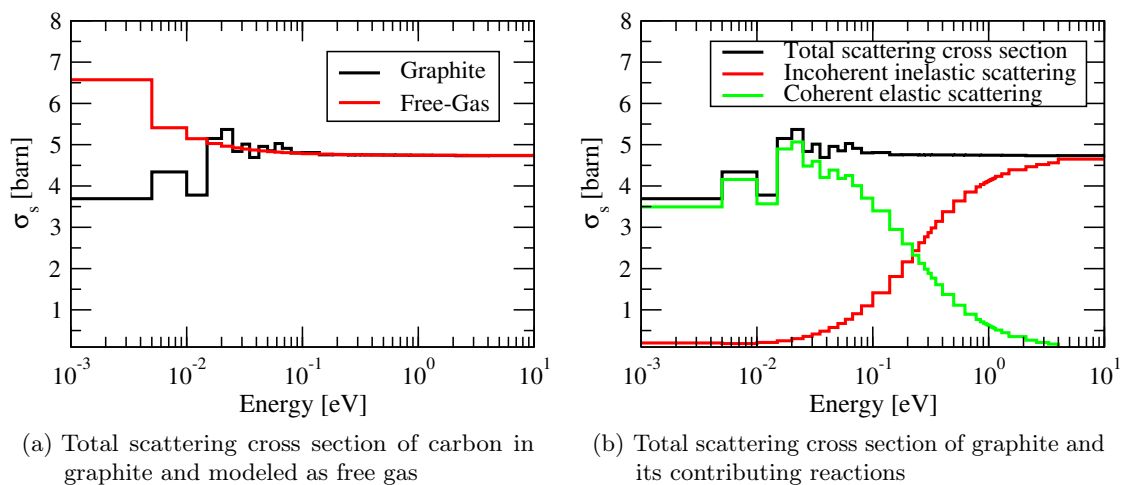 8
7
6
5
4
3
2
1
σs [barn]
Graphite
Free-Gas
10-3 10-2 10-1 100 101
Energy [eV]
(a) Total scattering cross section of carbon in
graphite and modeled as free gas
8
7
6
5
4
3
2
1
σs [barn]
Total scattering cross section
Incoherent inelastic scattering
Coherent elastic scattering
10-3 10-2 10-1 100 101
Energy [eV]
(b) Total scattering cross section of graphite and
its contributing reactions